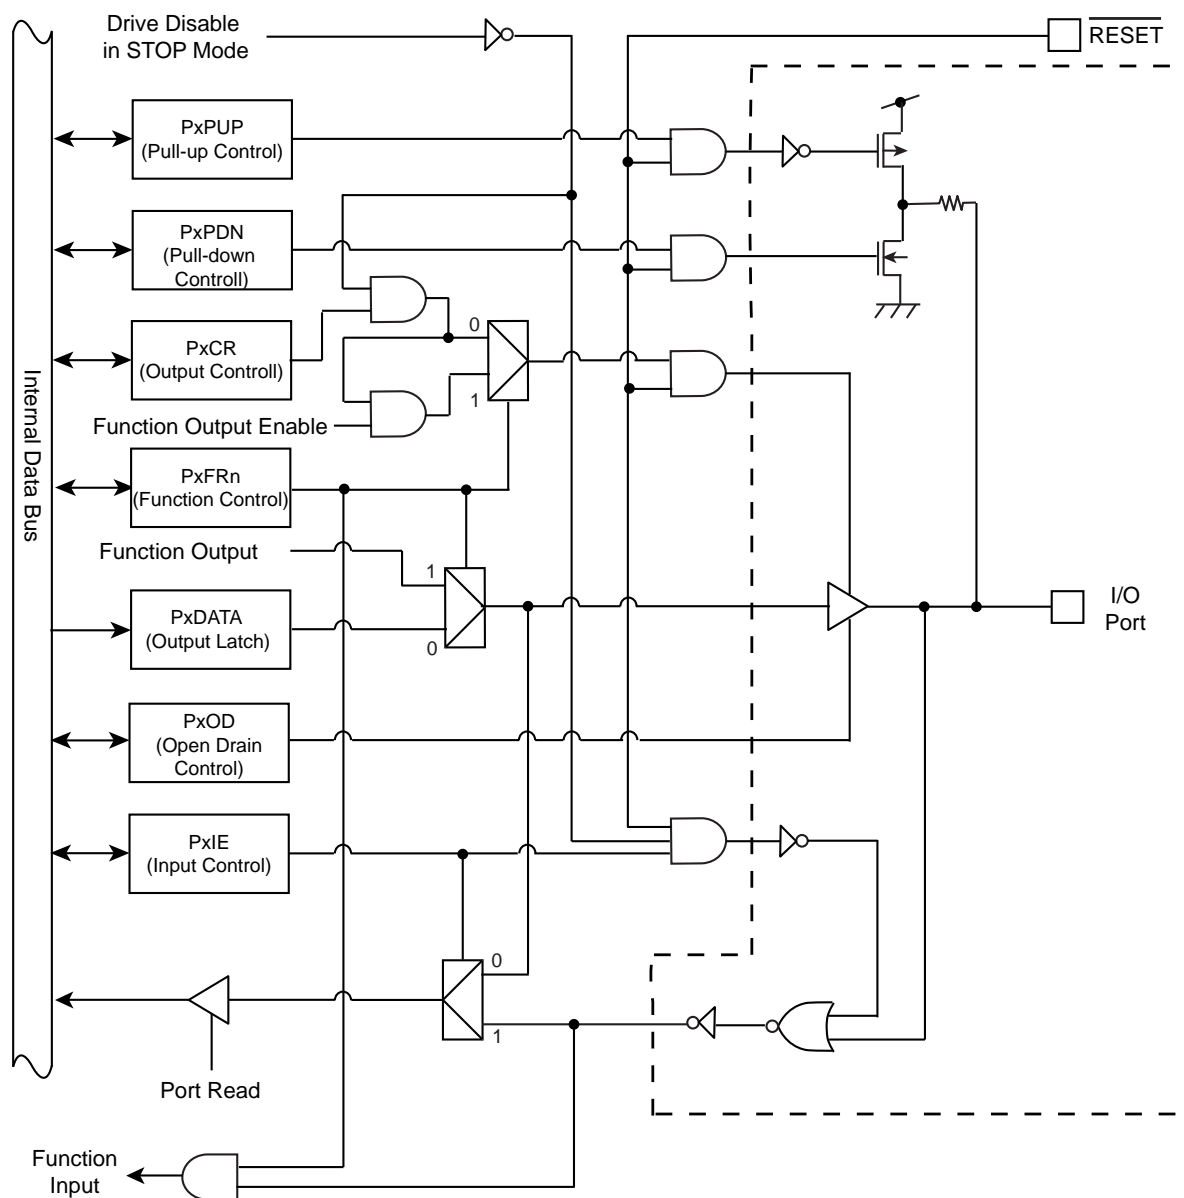 Drive Disable
in STOP Mode
RESET
PxPUP
(Pull-up Control)
PxPDN
(Pull-down
Controll)
PxCR
(Output Controll)
0
1
Function Output Enable
Internal Data Bus
PxFRn
(Function Control)
Function Output
1
0
PxDATA
(Output Latch)
I/O
Port
PxOD
(Open Drain
Control)
PxIE
(Input Control)
0
1
Port Read
Function
Input